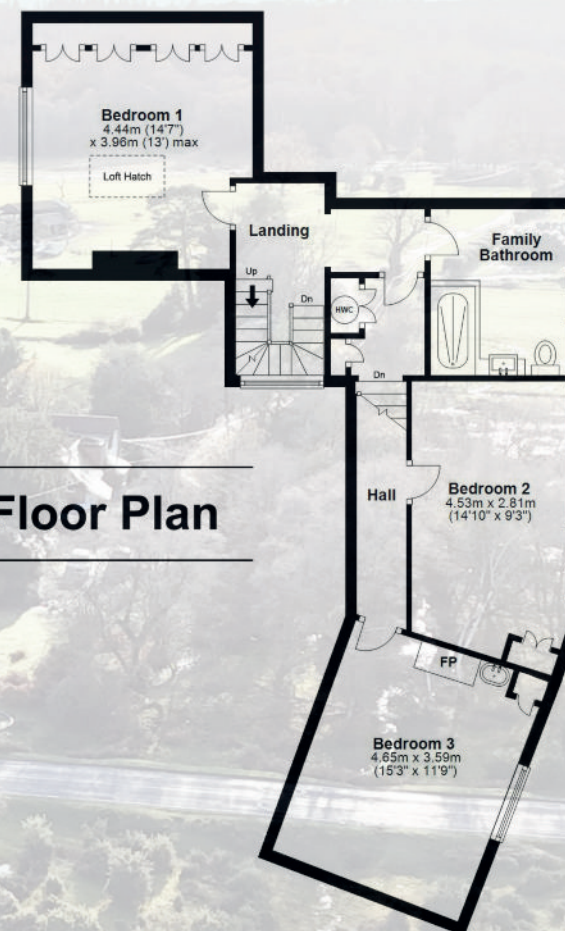 Bedroom 1
4.44m (14'7")
x 3.96m (13') max
Loft Hatch
Landing
Family
Bathroom
Up
Dn
HWC
Dn
Floor Plan
Hall
Bedroom 2
4.53m x 2.81m
(14'10" x 9'3")
FP
Bedroom 3
4.65m x 3.59m
(15'3" x 11'9")